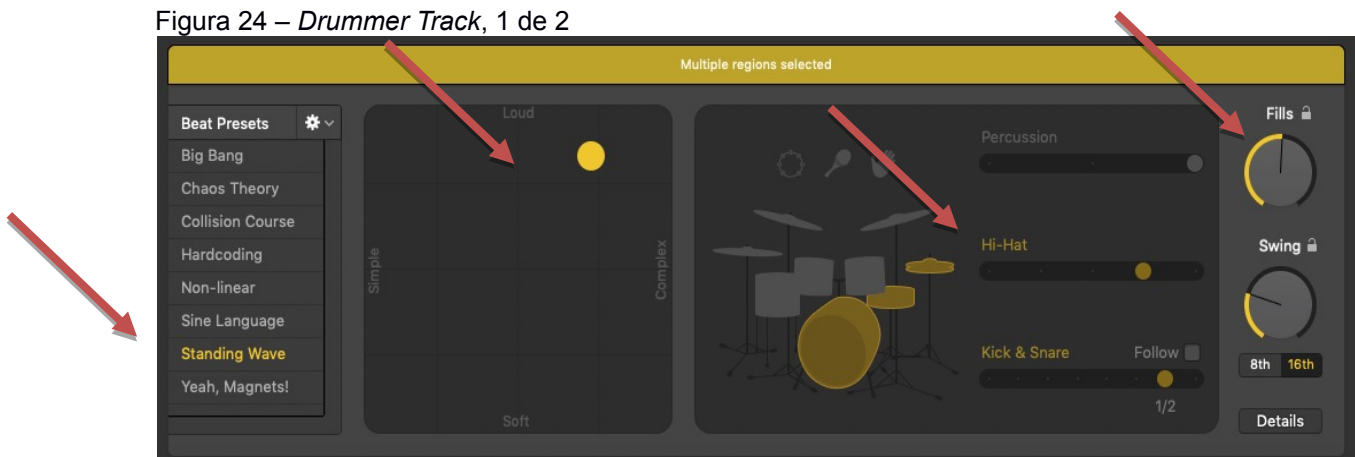 Figura 24 – Drummer Track, 1 de 2
Multiple regions selected
Beat Presets
Big Bang
Chaos Theory
Collision Course
Hardcoding
Non-linear
Sine Language
Standing Wave
Yeah, Magnets!
Loud
Simple
Complex
Soft
Percussion
Hi-Hat
Kick & Snare Follow
1/2
Fills
Swing
8th 16th
Details